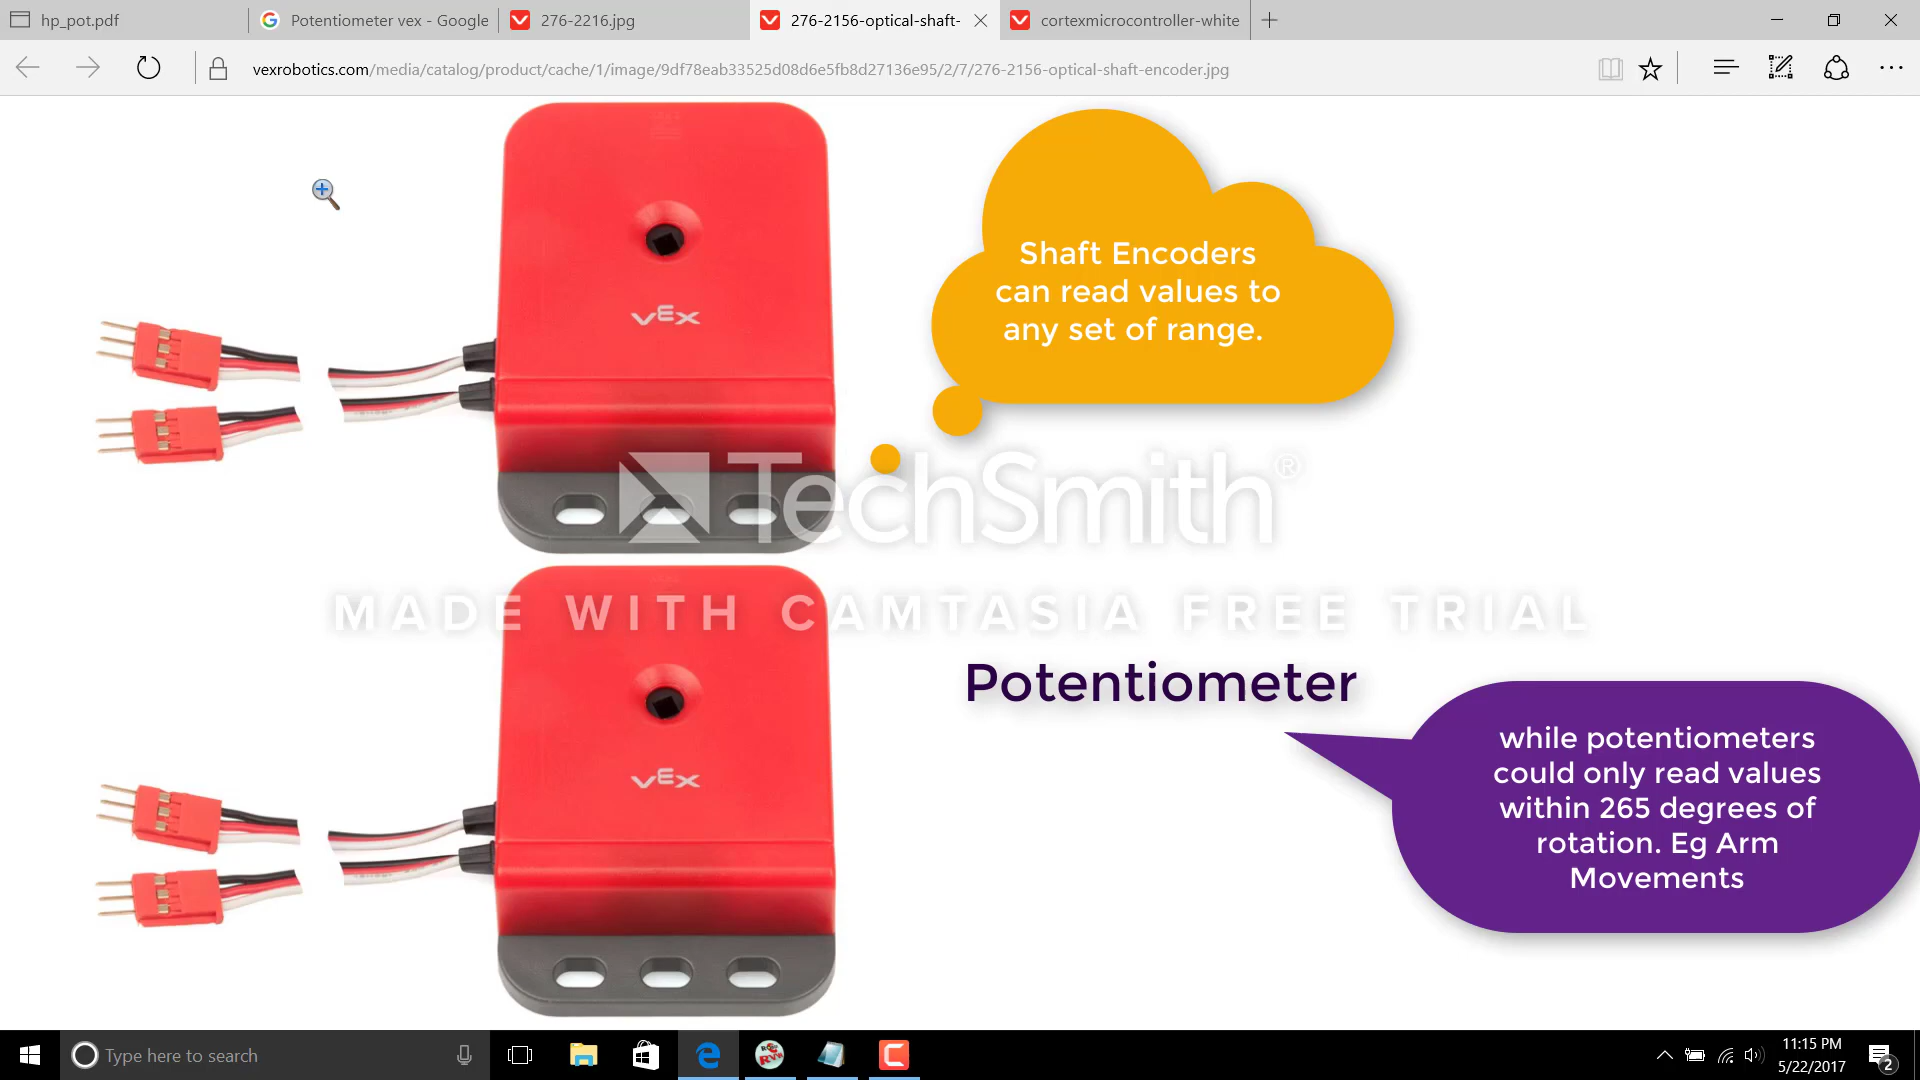 hp_pot.pdf
Potentiometer vex - Google
276-2216.jpg
276-2156-optical-shaft-
cortexmicrocontroller-white
vexrobotics.com/media/catalog/product/cache/1/image/9df78eab33525d08d6e5fb8d27136e95/2/7/276-2156-optical-shaft-encoder.jpg
Shaft Encoders
can read values to
any set of range.
VEX
TechSmith®
MADE WITH CAMTASIA FREE TRIAL
Potentiometer
while potentiometers
could only read values
within 265 degrees of
rotation. Eg Arm
Movements
VEX
Type here to search
11:15 PM
5/22/2017
2